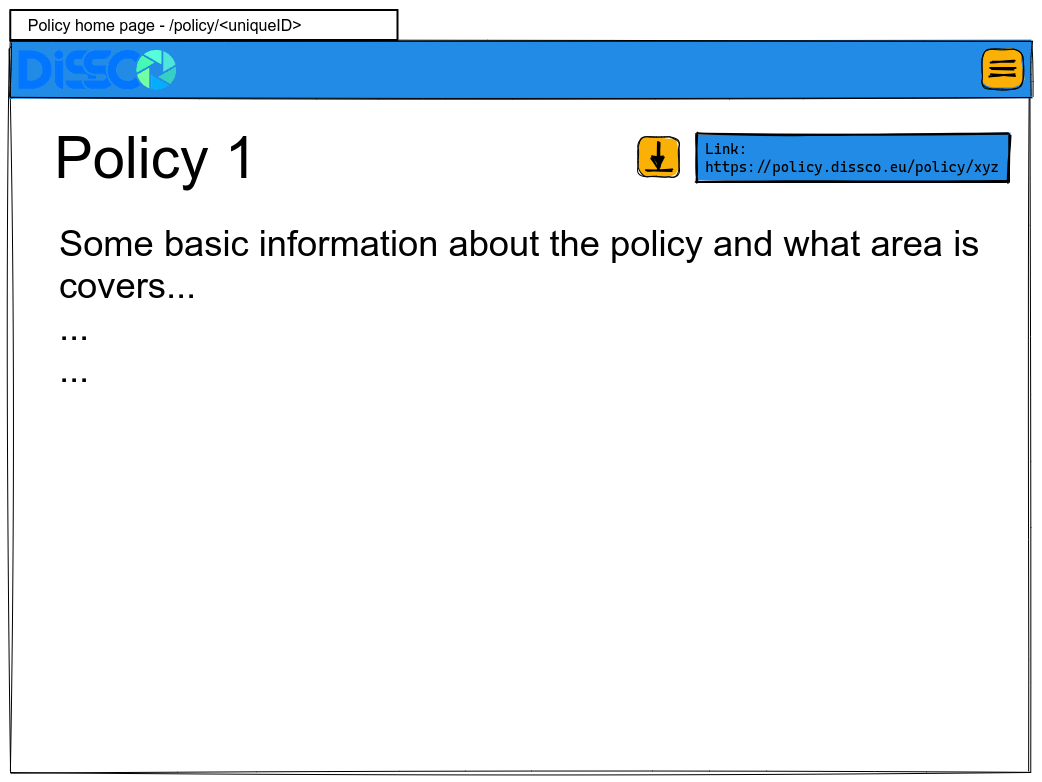 Policy home page - /policy/<uniqueID>
DiSSCo
Policy 1
Link:
https://policy.dissco.eu/policy/xyz
Some basic information about the policy and what area is
covers...
...
...